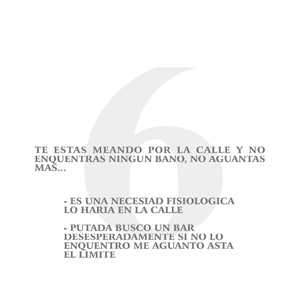 6
TE ESTAS MEANDO POR LA CALLE Y NO
ENQUENTRAS NINGUN BANO, NO AGUANTAS
MAS...
- ES UNA NECESIAD FISIOLOGICA
LO HARIA EN LA CALLE
- PUTADA BUSCO UN BAR
DESESPERADAMENTE SI NO LO
ENQUENTRO ME AGUANTO ASTA
EL LIMITE